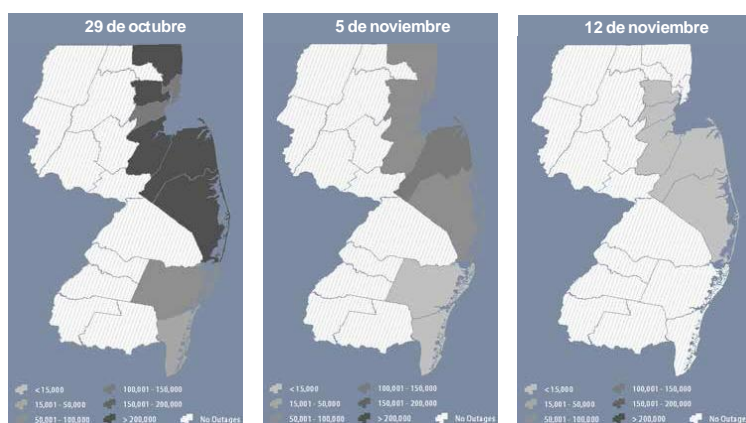 29 de octubre
<15,000
100,001 - 150,000
15,001 - 50,000
150,001 - 200,000
50,001 - 100,000
> 200,000
No Outages
5 de noviembre
<15,000
100,001 - 150,000
15,001 - 50,000
150,001 - 200,000
50,001 - 100,000
> 200,000
No Outages
12 de noviembre
<15,000
100,001 - 150,000
15,001 - 50,000
150,001 - 200,000
50,001 - 100,000
> 200,000
No Outages